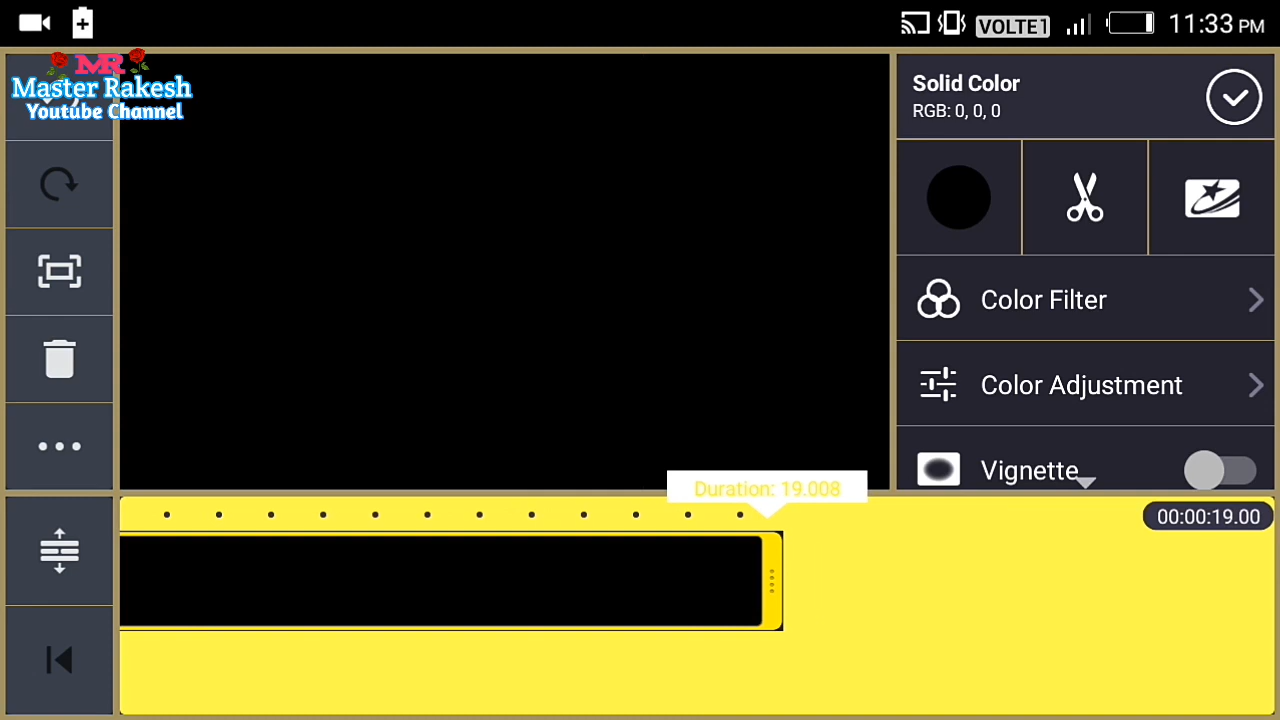 VOLTE1
11:33 PM
MR
Master Rakesh
Youtube Channel
Solid Color
RGB: 0, 0, 0
Color Filter
Color Adjustment
Vignette
Duration: 19.008
00:00:19.00